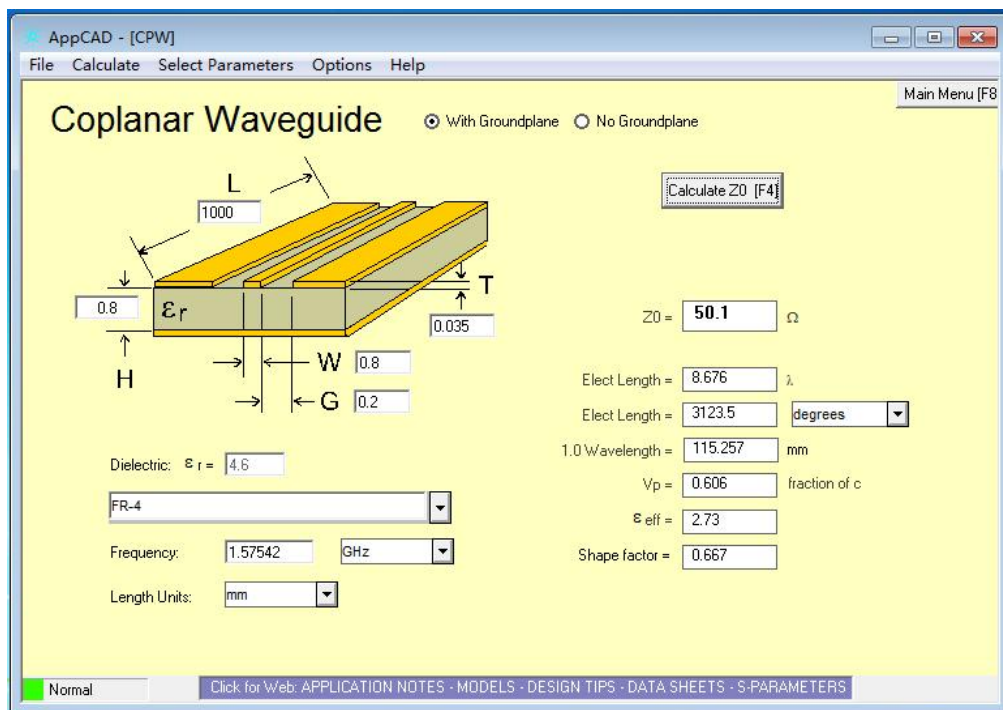 AppCAD - [CPW]
File Calculate Select Parameters Options Help
Main Menu [F8
Coplanar Waveguide
With Groundplane No Groundplane
Calculate Z0 [F4]
L
1000
0.8
εr
T
0.035
H
W 0.8
G 0.2
Z0 = 50.1 Ω
Elect Length = 8.676 λ
Elect Length = 3123.5 degrees
1.0 Wavelength = 115.257 mm
Vp = 0.606 fraction of c
ε eff = 2.73
Shape factor = 0.667
Dielectric: ε r = 4.6
FR-4
Frequency: 1.57542 GHz
Length Units: mm
Normal
Click for Web: APPLICATION NOTES - MODELS - DESIGN TIPS - DATA SHEETS - S-PARAMETERS